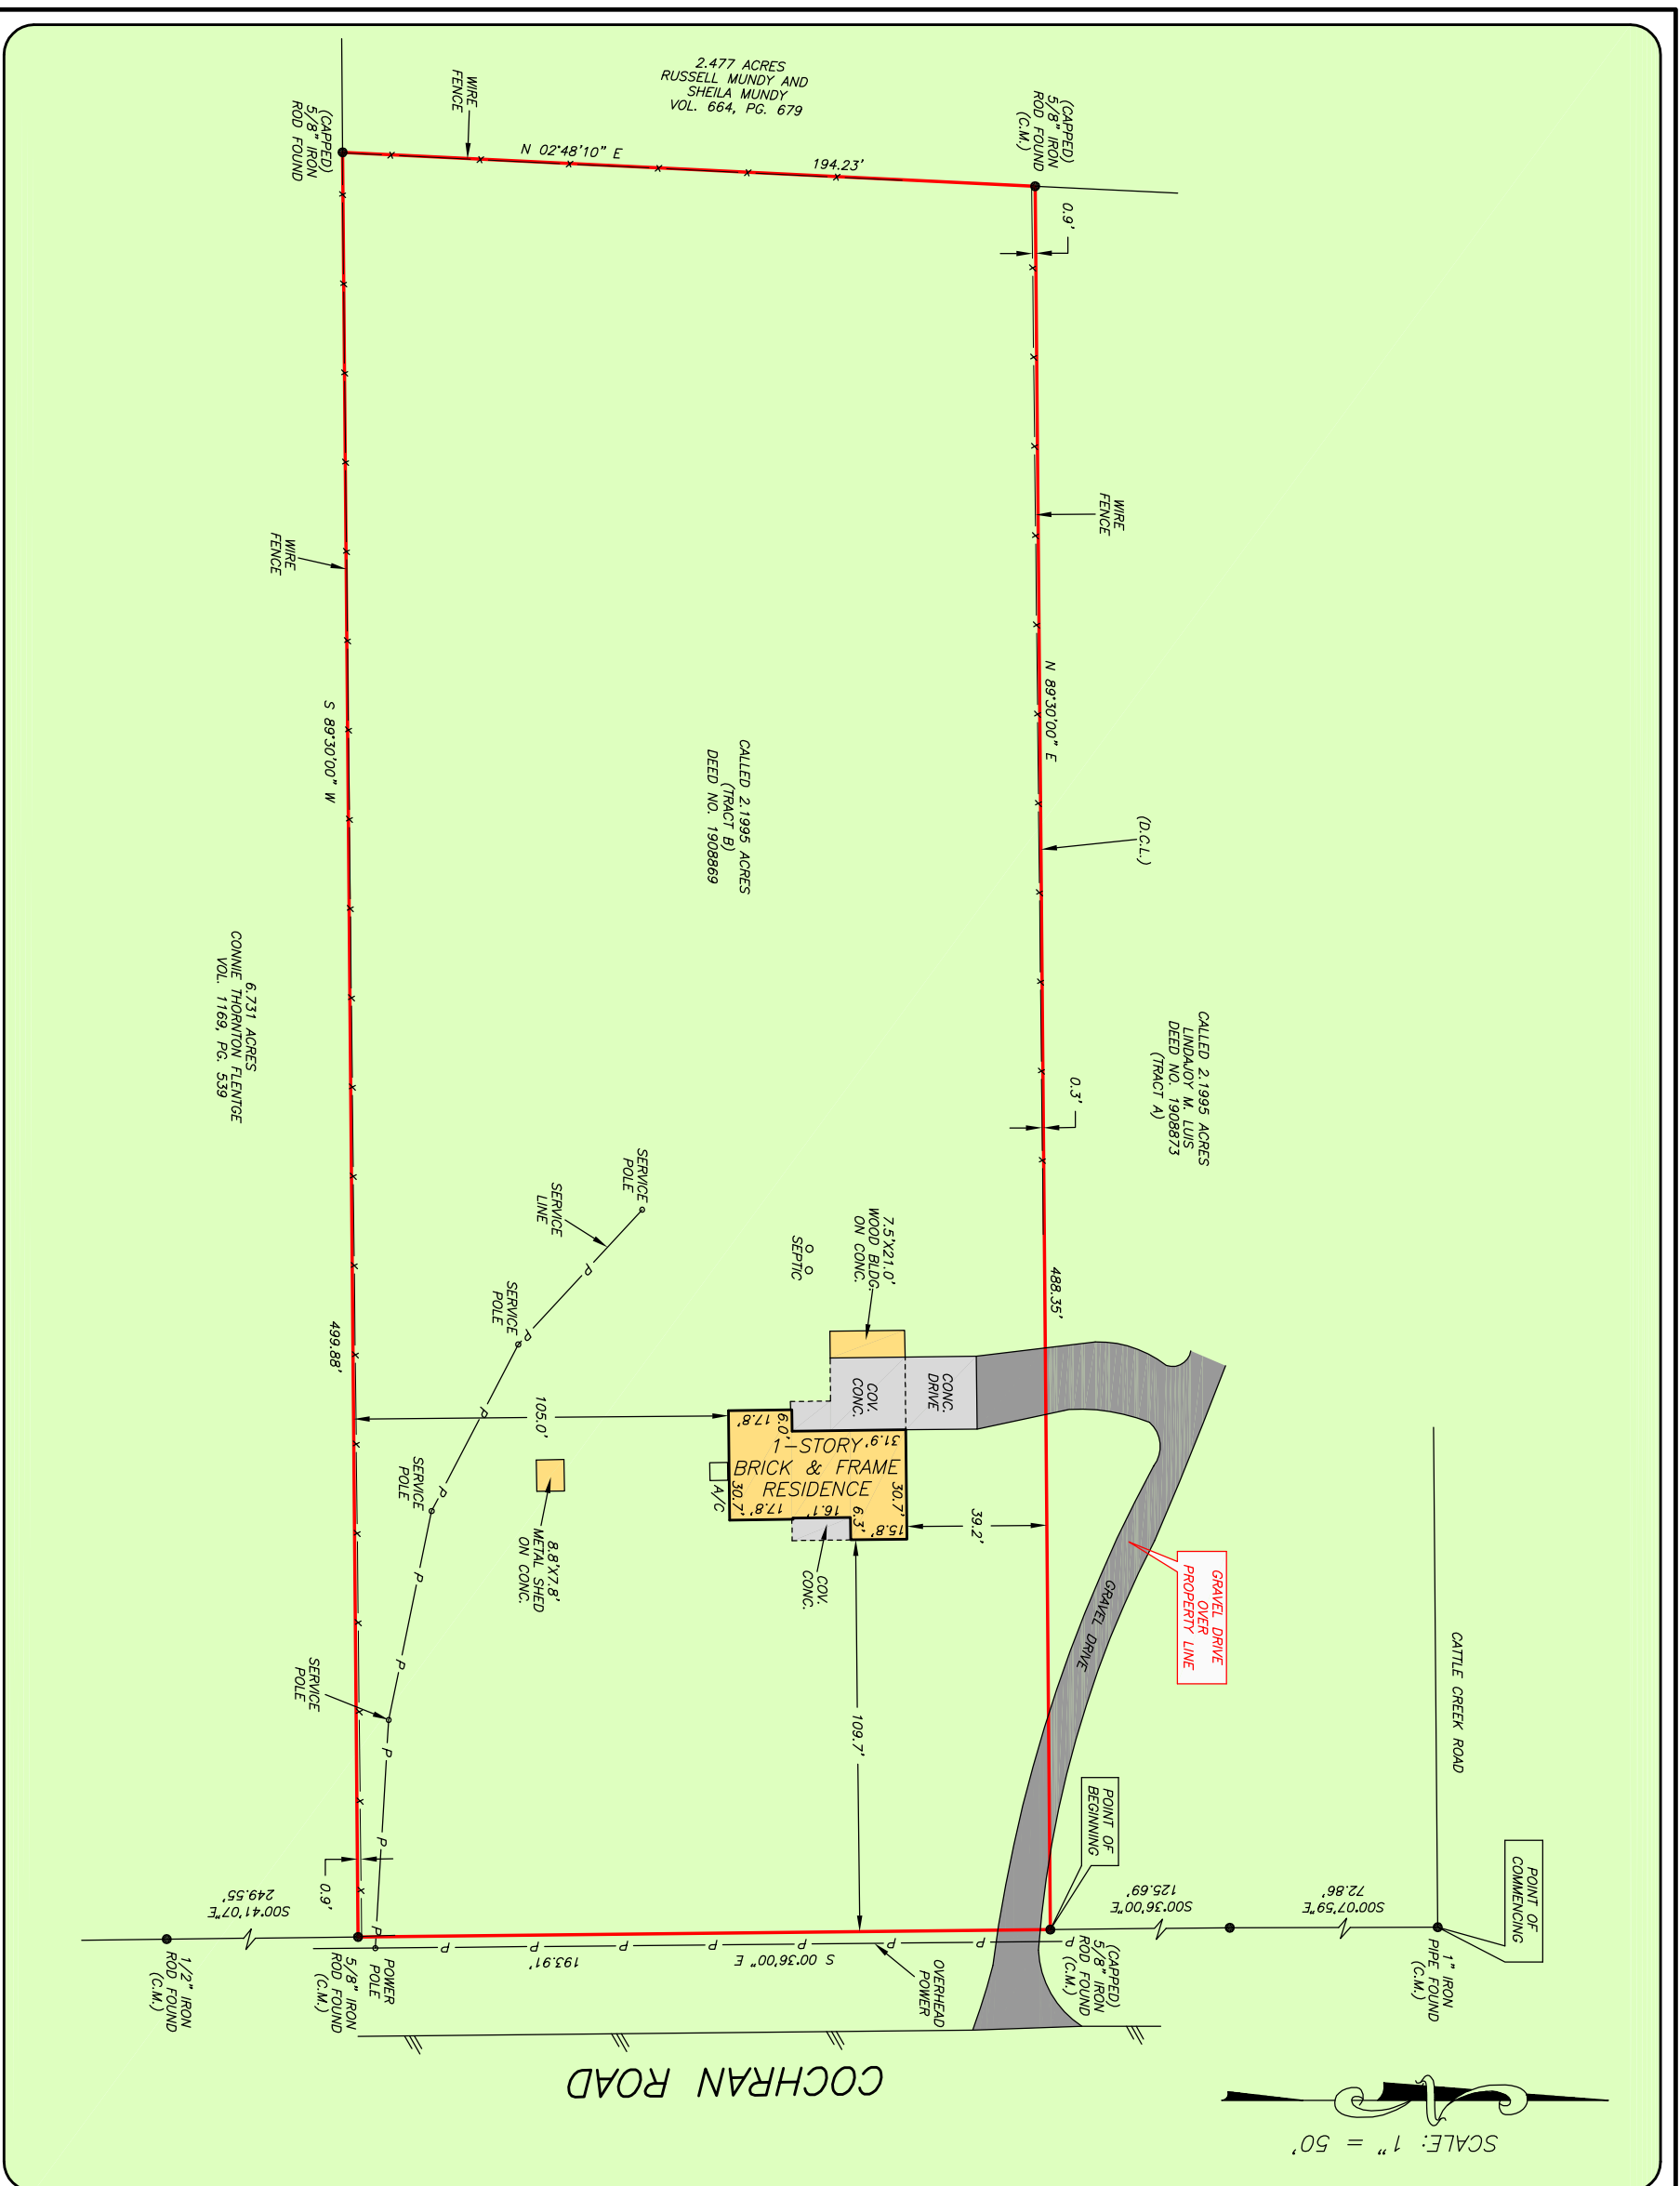 2.477 ACRES
RUSSELL MUNDY AND
SHEILA MUNDY
VOL. 664, PG. 679
WIRE
FENCE
(CAPPED)
5/8" IRON
ROD FOUND
(CAPPED)
5/8" IRON
ROD FOUND
(C.M.)
N 02°48'10" E
194.23'
0.9'
WIRE
FENCE
WIRE
FENCE
N 89°30'00" E
S 89°30'00" W
(D.C.L.)
CALLED 2.1995 ACRES
(TRACT B)
DEED NO. 1908869
6.731 ACRES
CONNIE THORNTON FLENTGE
VOL. 1169, PG. 539
CALLED 2.1995 ACRES
LINDAJOY M. LUIS
DEED NO. 1908873
(TRACT A)
0.3'
488.35'
499.88'
SERVICE
POLE
SERVICE
LINE
SERVICE
POLE
SERVICE
POLE
SERVICE
POLE
SEPTIC
7.5'X21.0'
WOOD BLDG.
ON CONC.
CONC.
DRIVE
COV.
CONC.
105.0'
17.8'
6.0'
31.9'
1-STORY
BRICK & FRAME
RESIDENCE
30.7'
30.7'
17.8'
16.1'
6.3'
15.8'
A/C
39.2'
8.8'X7.8'
METAL SHED
ON CONC.
COV.
CONC.
109.7'
GRAVEL DRIVE
GRAVEL DRIVE
OVER
PROPERTY LINE
CATTLE CREEK ROAD
POINT OF
BEGINNING
POINT OF
COMMENCING
0.9'
S00°41'07"E
249.55'
S00°36'00"E
125.69'
S00°07'59"E
72.86'
P P P P P P P P
P P P P P P P P P
S 00°36'00" E
193.91'
OVERHEAD
POWER
POWER
POLE
5/8" IRON
ROD FOUND
(C.M.)
1/2" IRON
ROD FOUND
(C.M.)
(CAPPED)
5/8" IRON
ROD FOUND
(C.M.)
1" IRON
PIPE FOUND
(C.M.)
COCHRAN ROAD
SCALE: 1" = 50'